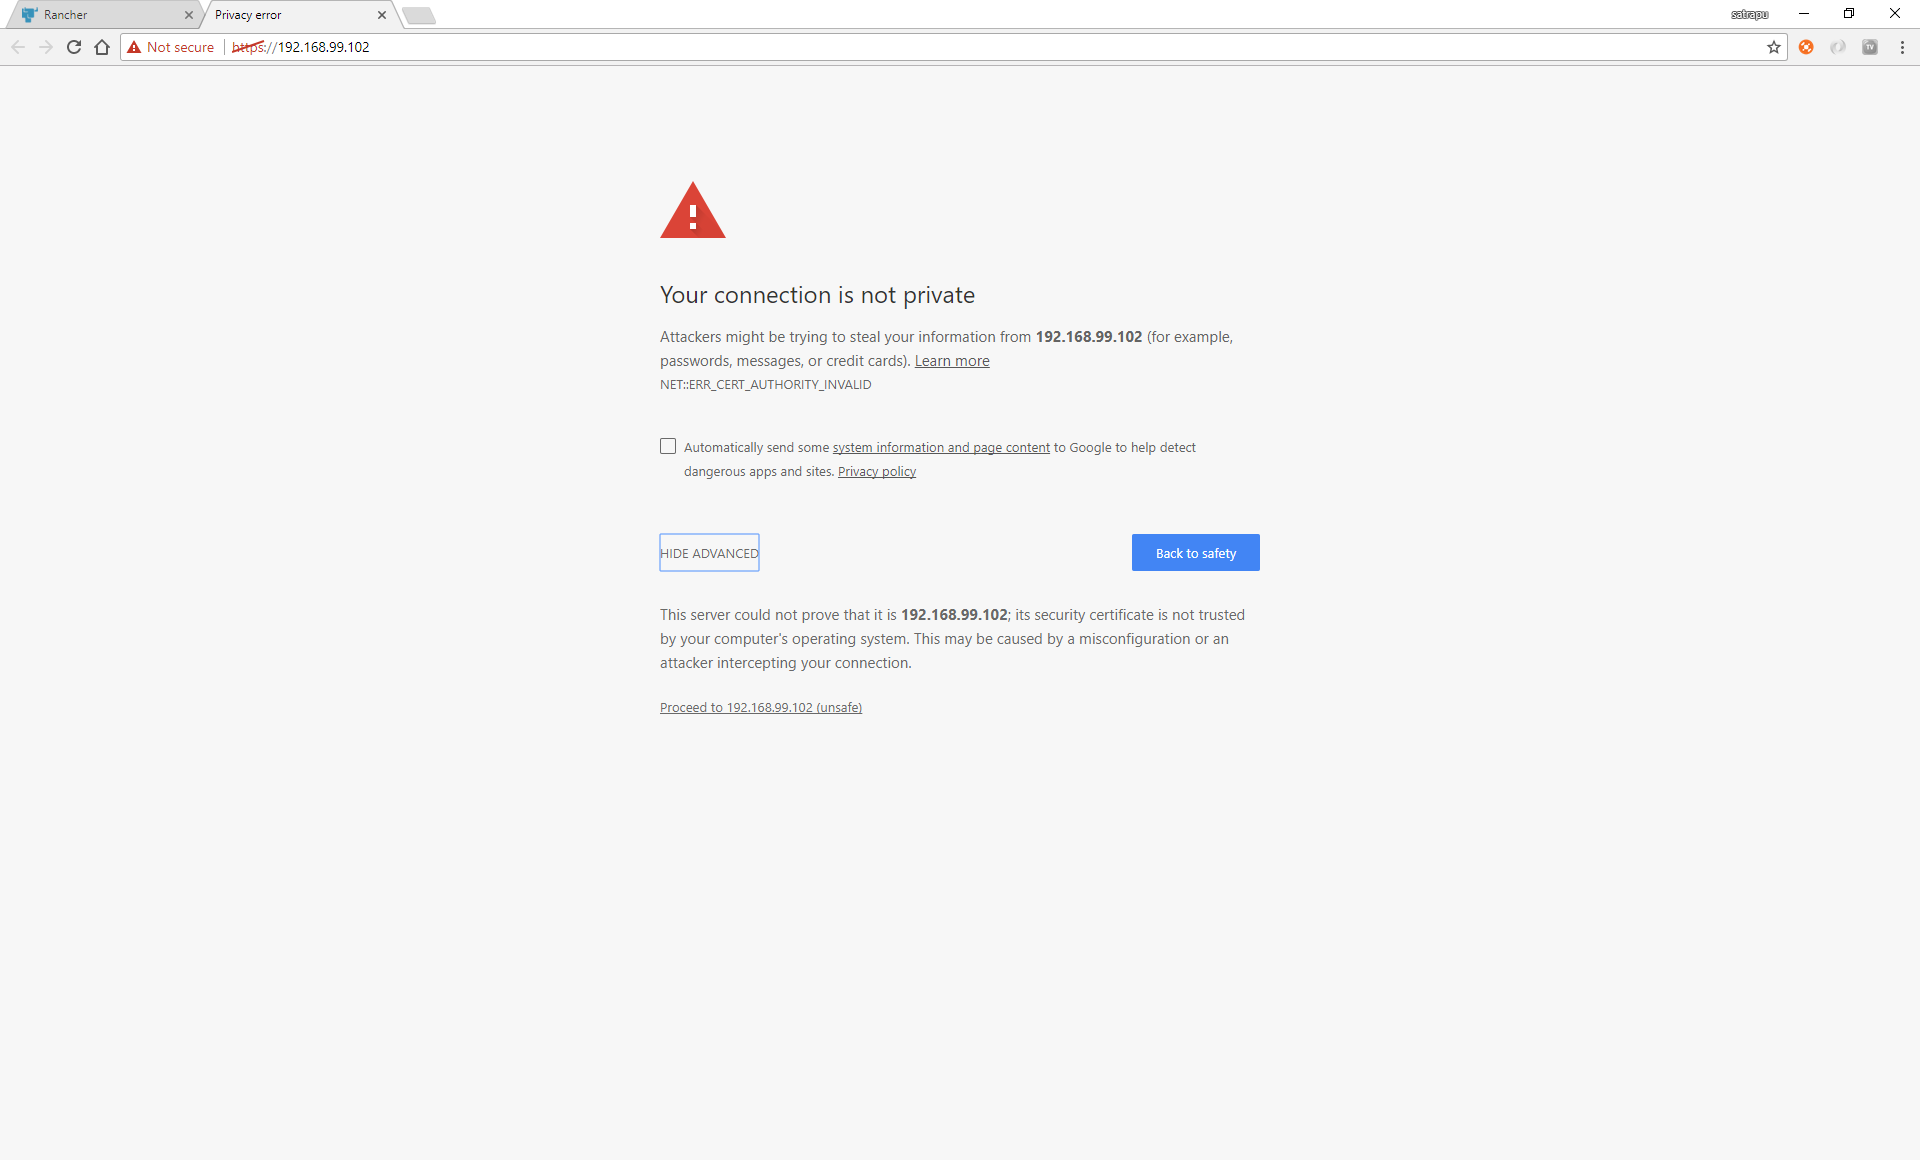 Rancher
Privacy error
satrapu
Not secure
https://192.168.99.102
TV
Your connection is not private
Attackers might be trying to steal your information from 192.168.99.102 (for example,
passwords, messages, or credit cards). Learn more
NET::ERR_CERT_AUTHORITY_INVALID
Automatically send some system information and page content to Google to help detect
dangerous apps and sites. Privacy policy
HIDE ADVANCED
Back to safety
This server could not prove that it is 192.168.99.102; its security certificate is not trusted
by your computer's operating system. This may be caused by a misconfiguration or an
attacker intercepting your connection.
Proceed to 192.168.99.102 (unsafe)